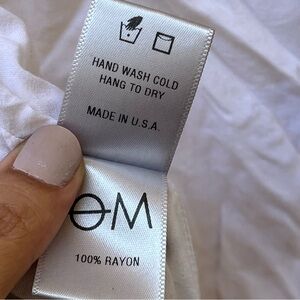 HAND WASH COLD
HANG TO DRY
MADE IN U.S.A.
ӨM
100% RAYON